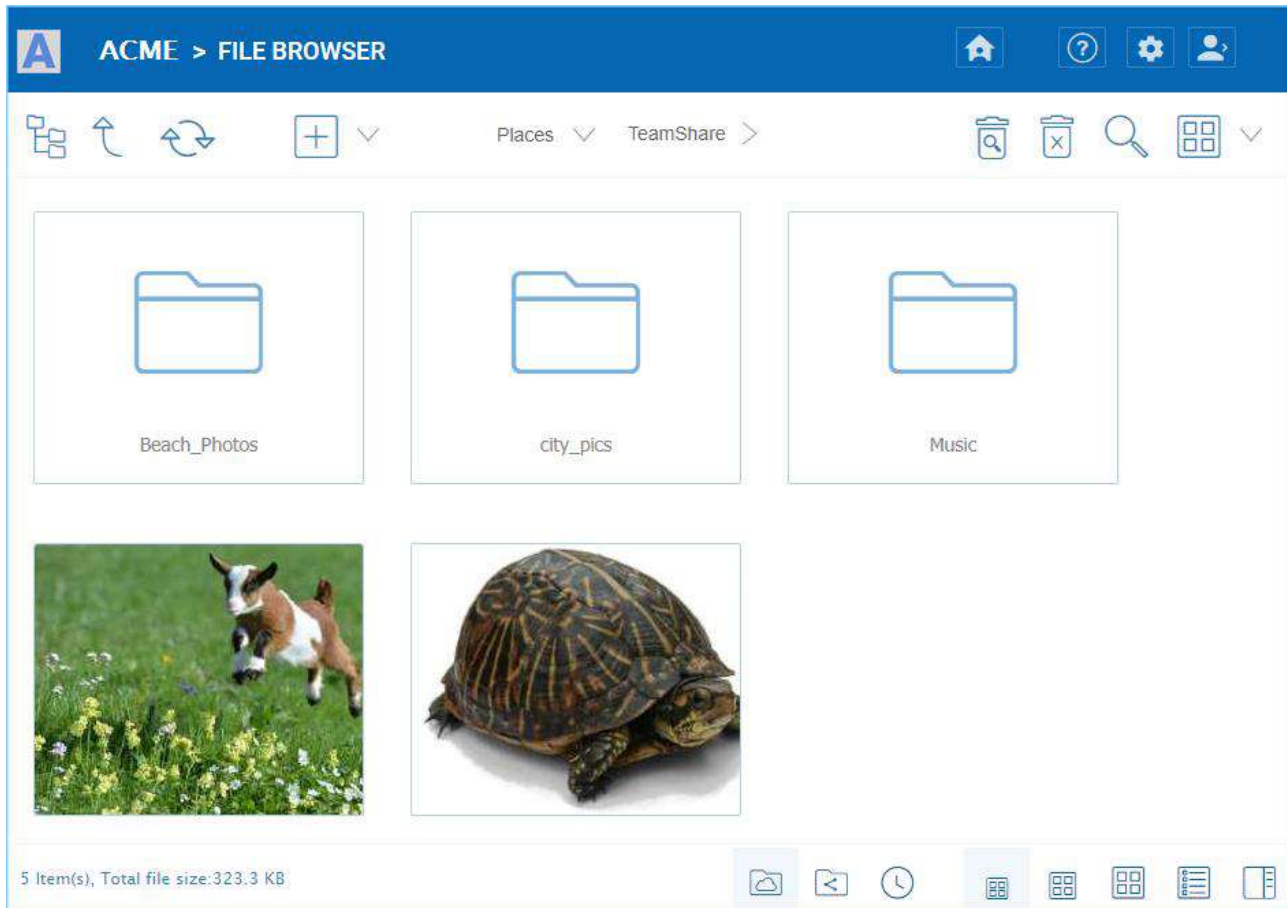 A ACME > FILE BROWSER
Places TeamShare
Beach_Photos city_pics Music
5 Item(s), Total file size:323.3 KB